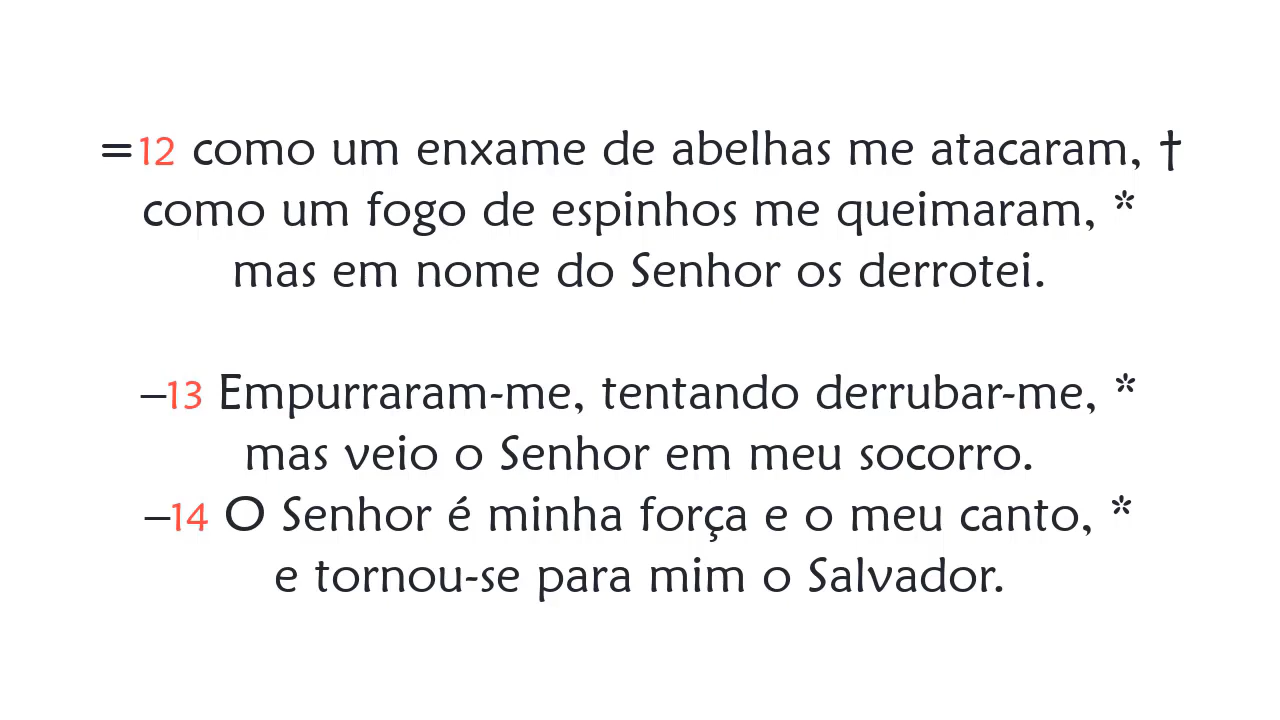 =12 como um enxame de abelhas me atacaram, †
como um fogo de espinhos me queimaram, *
mas em nome do Senhor os derrotei.
–13 Empurraram-me, tentando derrubar-me, *
mas veio o Senhor em meu socorro.
–14 O Senhor é minha força e o meu canto, *
e tornou-se para mim o Salvador.